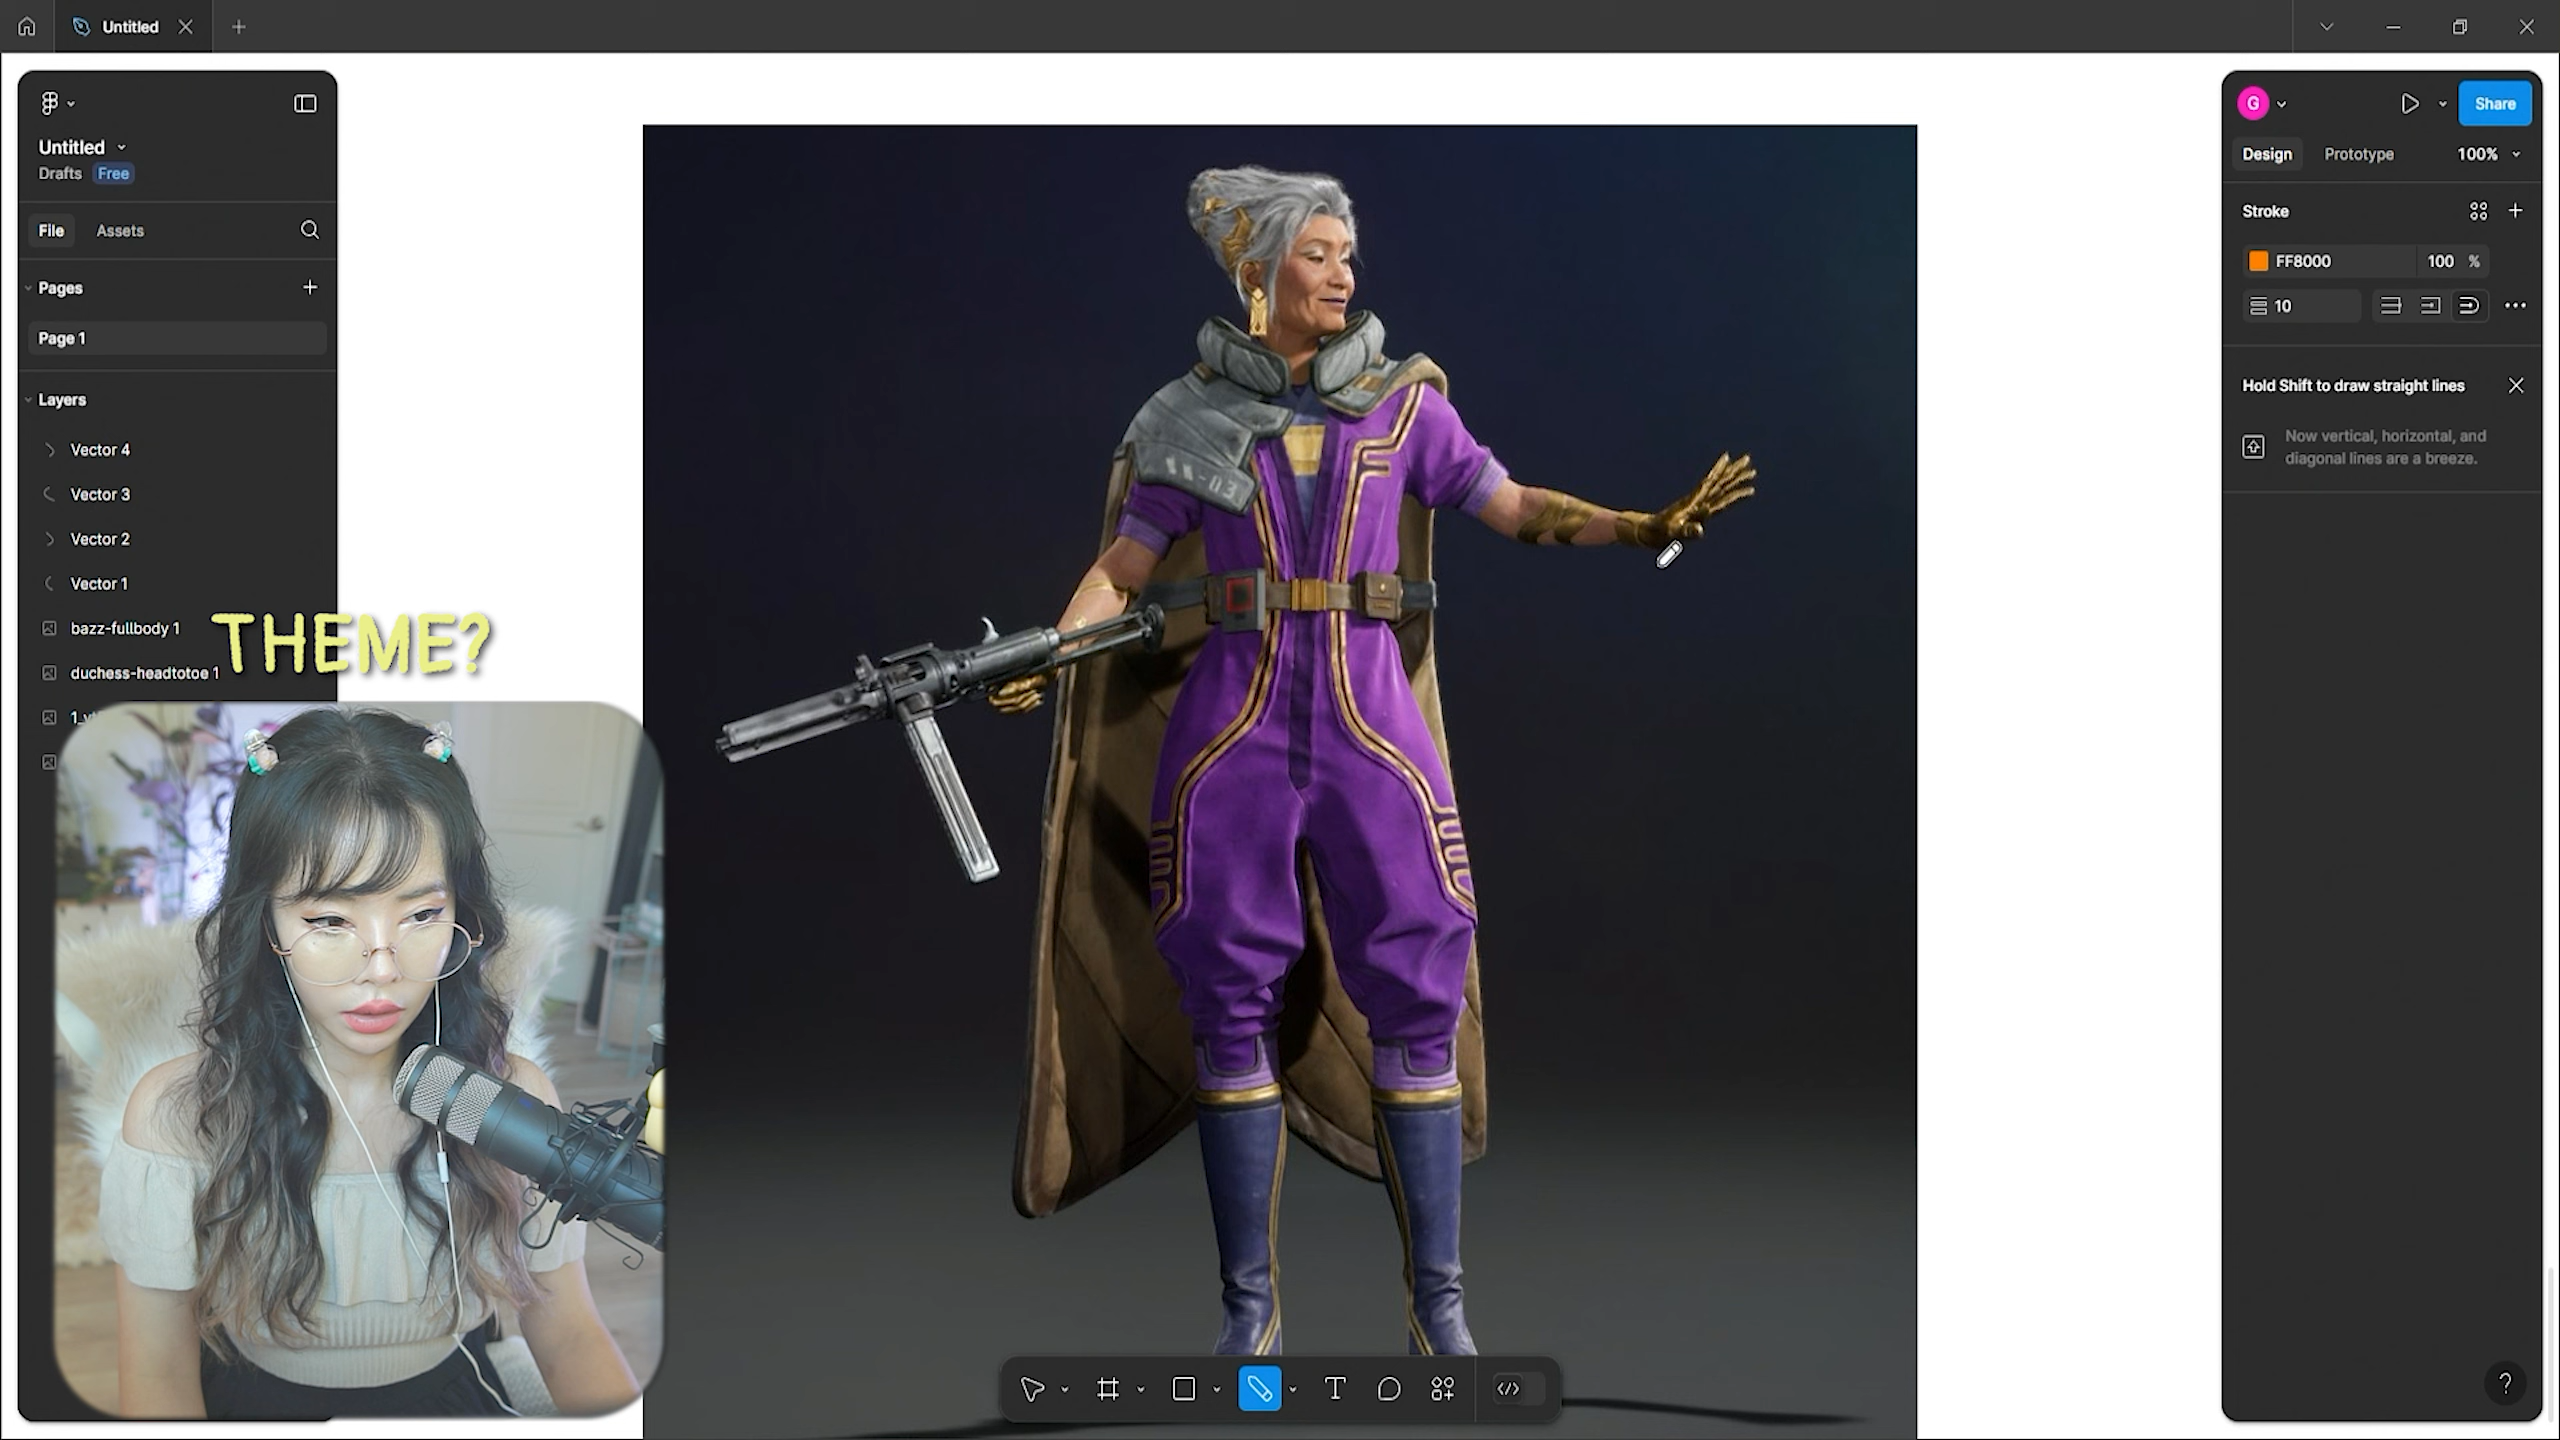 Untitled
Untitled
Drafts Free
File Assets
Pages
Page 1
Layers
Vector 4
Vector 3
Vector 2
Vector 1
bazz-fullbody 1
duchess-headtotoe 1
THEME?
G
Share
Design Prototype 100%
Stroke
FF8000 100 %
10
Hold Shift to draw straight lines
Now vertical, horizontal, and
diagonal lines are a breeze.
T
?